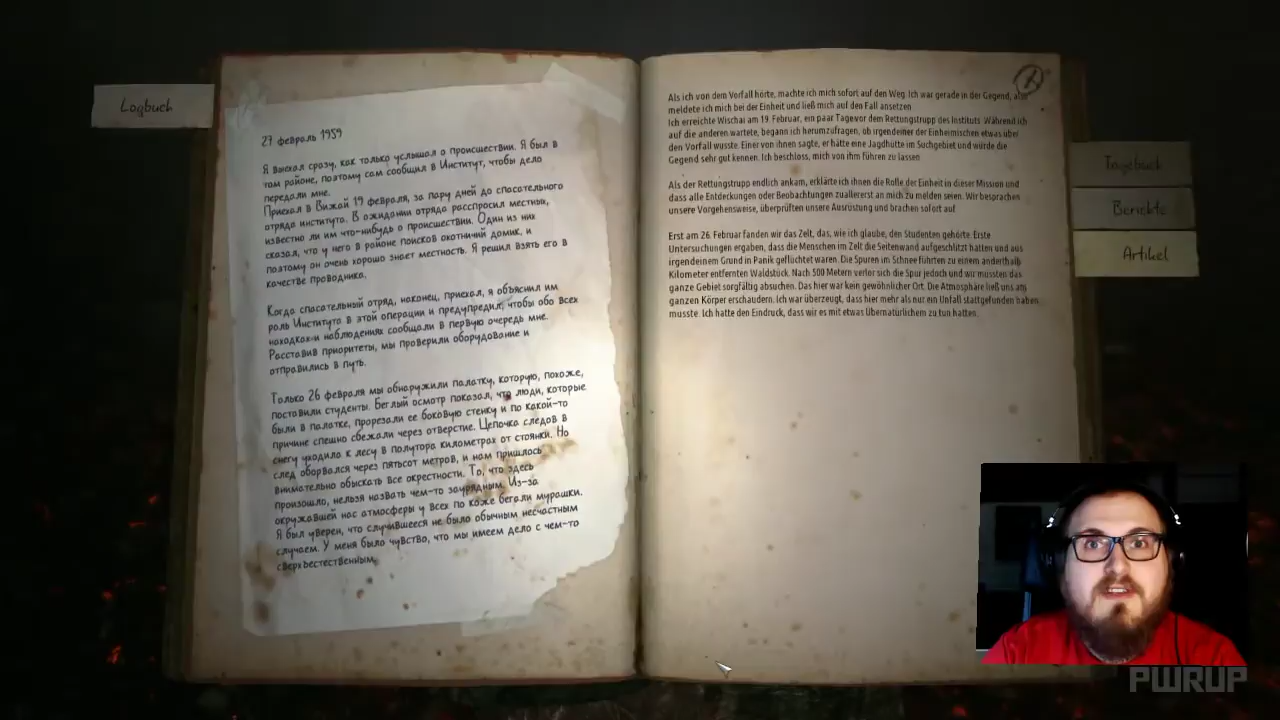 Logbuch
27 февраль 1959
Я выехал сразу, как только услышал о происшествии. Я был в
том районе, поэтому сам сообщил в Институт, чтобы дело
передали мне.
Приехал в Вижай 19 февраля, за пару дней до спасательного
отряда института. В ожидании отряда расспросил местных,
известно ли им что-нибудь о происшествии. Один из них
сказал, что у него в районе поисков охотничий домик, и
поэтому он очень хорошо знает местность. Я решил взять его в
качестве проводника.
Когда спасательный отряд, наконец, приехал, я объяснил им
роль Института в этой операции и предупредил, чтобы обо всех
находках и наблюдениях сообщали в первую очередь мне.
Расставив приоритеты, мы проверили оборудование и
отправились в путь.
Только 26 февраля мы обнаружили палатку, которую, похоже,
поставили студенты. Беглый осмотр показал, что люди, которые
были в палатке, прорезали ее боковую стенку и по какой-то
причине спешно сбежали через отверстие. Цепочка следов в
снегу уходила к лесу в полутора километрах от стоянки. Но
след оборвался через пятьсот метров, и нам пришлось
внимательно обыскать все окрестности. То, что здесь
произошло, нельзя назвать чем-то заурядным. Из-за
окружавшей нас атмосферы у всех по коже бегали мурашки.
Я был уверен, что случившееся не было обычным несчастным
случаем. У меня было чувство, что мы имеем дело с чем-то
сверхъестественным.
Als ich von dem Vorfall hörte, machte ich mich sofort auf den Weg. Ich war gerade in der Gegend, also
meldete ich mich bei der Einheit und ließ mich auf den Fall ansetzen
Ich erreichte Wischai am 19. Februar, ein paar Tage vor dem Rettungstrupp des Instituts. Während ich
auf die anderen wartete, begann ich herumzufragen, ob irgendeiner der Einheimischen etwas über
den Vorfall wusste. Einer von ihnen sagte, er hätte eine Jagdhütte im Suchgebiet und würde die
Gegend sehr gut kennen. Ich beschloss, mich von ihm führen zu lassen
Als der Rettungstrupp endlich ankam, erklärte ich ihnen die Rolle der Einheit in dieser Mission und
dass alle Entdeckungen oder Beobachtungen zuallererst an mich zu melden seien. Wir besprachen
unsere Vorgehensweise, überprüften unsere Ausrüstung und brachen sofort auf
Erst am 26. Februar fanden wir das Zelt, das, wie ich glaube, den Studenten gehörte. Erste
Untersuchungen ergaben, dass die Menschen im Zelt die Seitenwand aufgeschlitzt hatten und aus
irgendeinem Grund in Panik geflüchtet waren. Die Spuren im Schnee führten zu einem anderthalb
Kilometer entfernten Waldstück. Nach 500 Metern verlor sich die Spur jedoch und wir mussten das
ganze Gebiet sorgfältig absuchen. Das hier war kein gewöhnlicher Ort. Die Atmosphäre ließ uns am
ganzen Körper erschaudern. Ich war überzeugt, dass hier mehr als nur ein Unfall stattgefunden haben
musste. Ich hatte den Eindruck, dass wir es mit etwas Übernatürlichem zu tun hatten.
Tagebuch
Berichte
Artikel
PWRUP